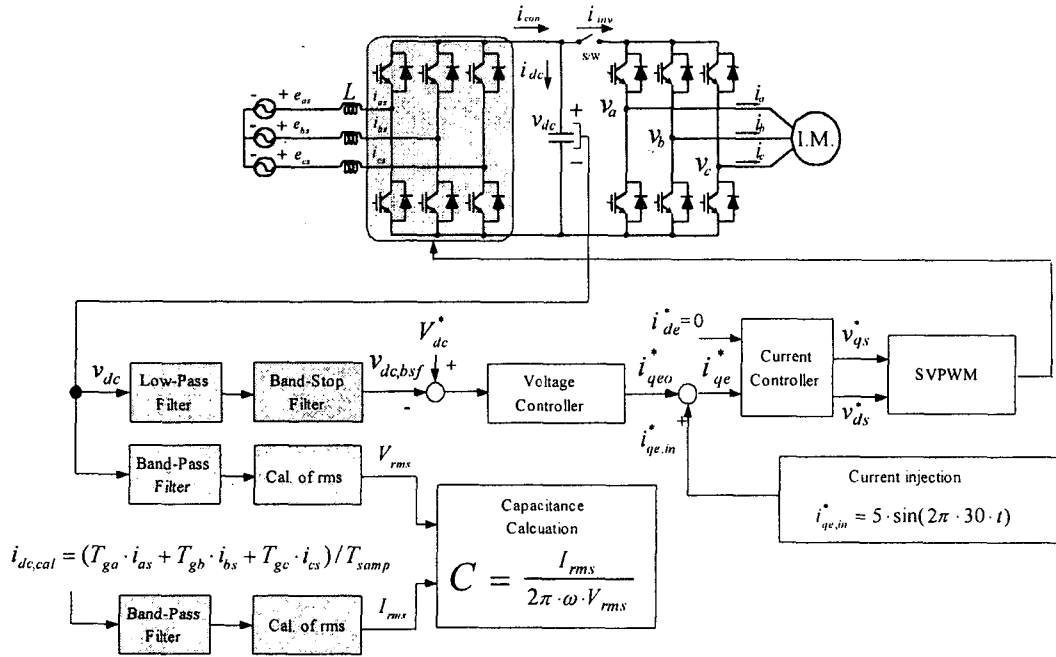 i_con
i_inv
S/W
i_dc
- + e_as L i_as
- + e_bs i_bs
- + e_cs i_cs
v_dc + -
v_a
v_b
v_c
i_a
i_b
i_c
I.M.
v_dc
Low-Pass
Filter
Band-Stop
Filter
v_dc,bsf
V*_dc
+
-
Voltage
Controller
i*_qeo
i*_de=0
i*_qe
+
i*_qe,in
Current
Controller
v*_qs
v*_ds
SVPWM
Band-Pass
Filter
Cal. of rms
V_rms
Current injection
i*_qe,in = 5·sin(2π·30·t)
Capacitance
Calcuation
C = I_rms / 2π·ω·V_rms
i_dc,cal = (T_ga·i_as + T_gb·i_bs + T_gc·i_cs)/T_samp
Band-Pass
Filter
Cal. of rms
I_rms